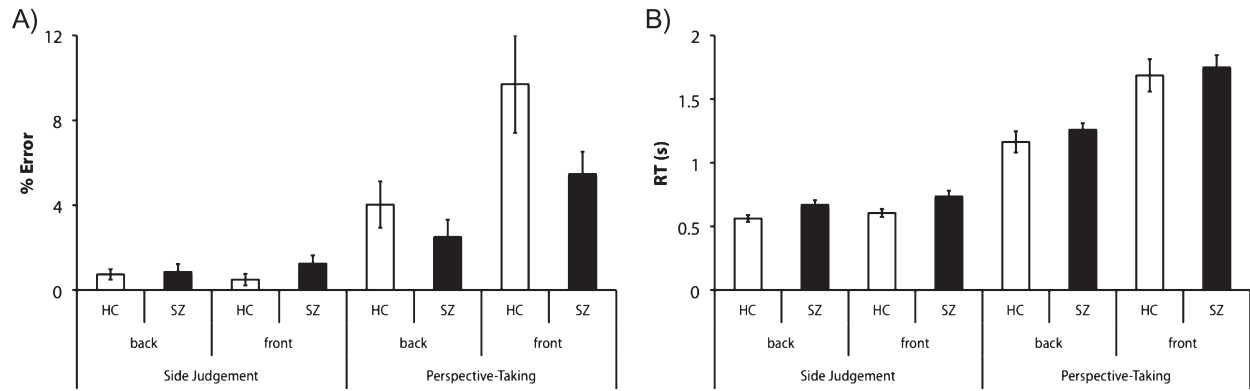 A)
12
8
4
0
% Error
HC SZ HC SZ HC SZ HC SZ
back front back front
Side Judgement Perspective-Taking
B)
2
1.5
1
0.5
0
RT (s)
HC SZ HC SZ HC SZ HC SZ
back front back front
Side Judgement Perspective-Taking